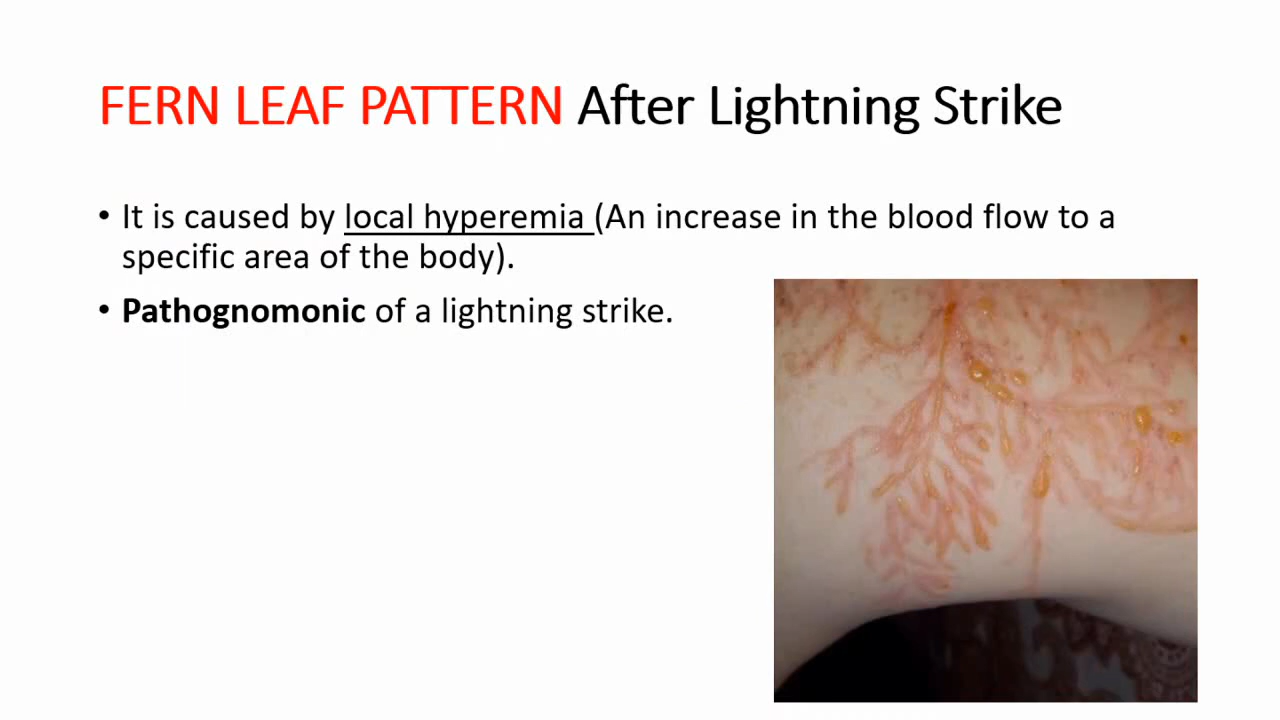 FERN LEAF PATTERN After Lightning Strike
• It is caused by local hyperemia (An increase in the blood flow to a
specific area of the body).
• Pathognomonic of a lightning strike.